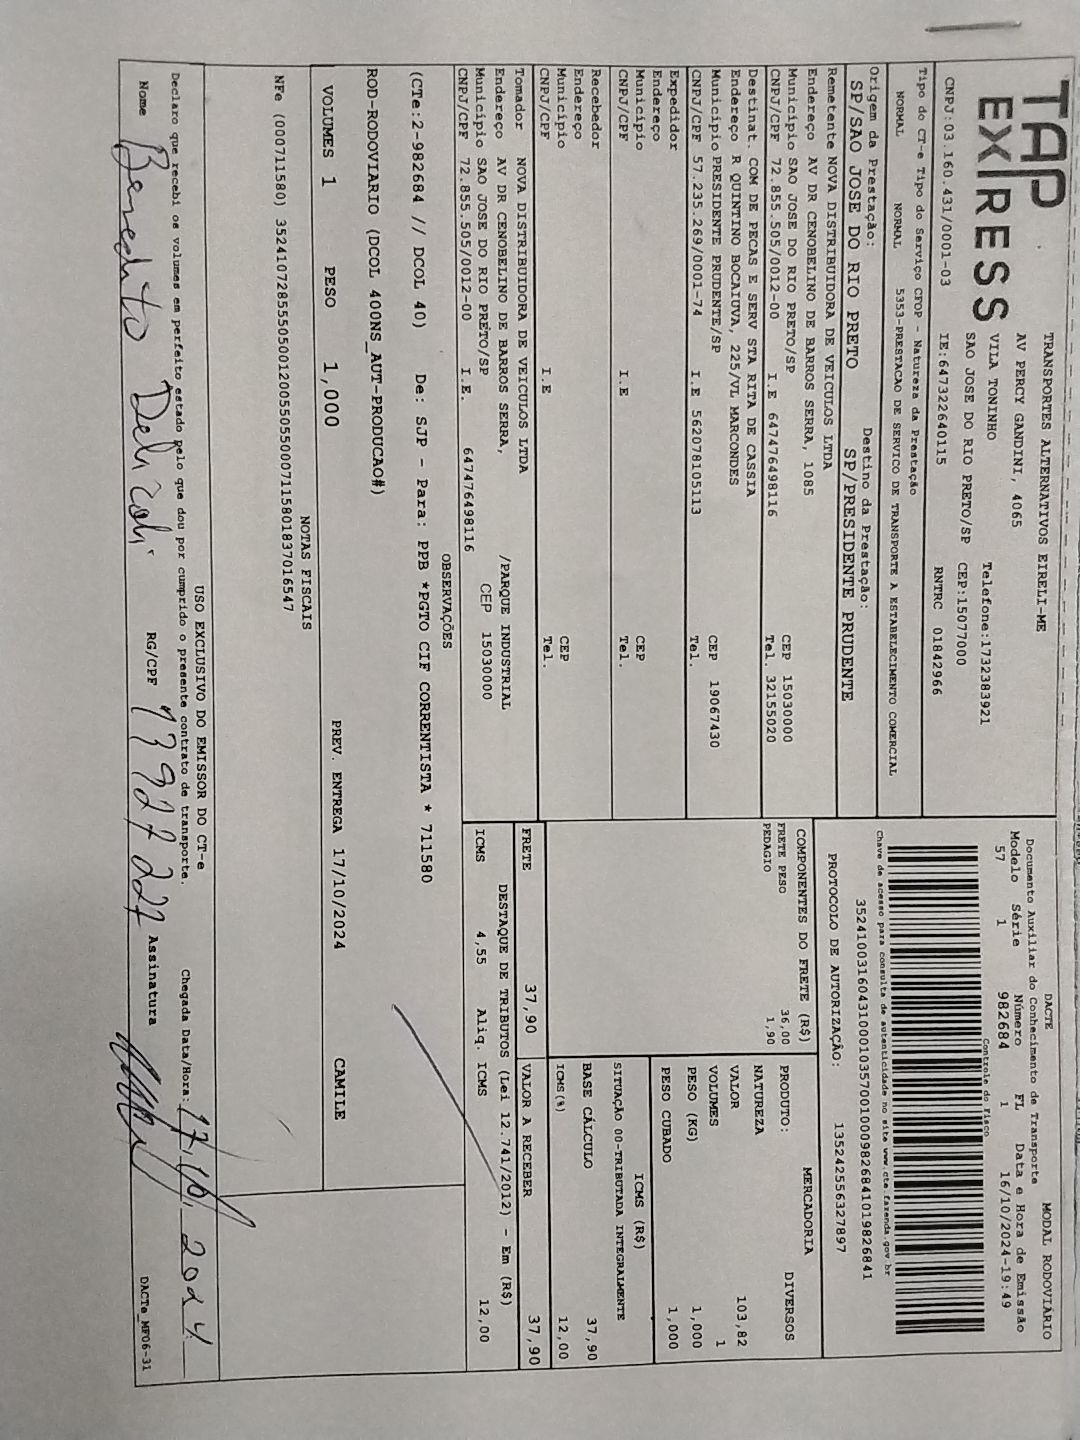 TAP
EXPRESS
TRANSPORTES ALTERNATIVOS EIRELI-ME
AV PERCY GANDINI, 4065
VILA TONINHO Telefone:1732383921
SAO JOSE DO RIO PRETO/SP CEP:15077000
CNPJ:03.160.431/0001-03 IE:647322640115 RNTRC 01842966
Tipo do CT-e Tipo do Serviço CFOP - Natureza da Prestação
NORMAL NORMAL 5353-PRESTACAO DE SERVICO DE TRANSPORTE A ESTABELECIMENTO COMERCIAL
Origem da Prestação: Destino da Prestação:
SP/SAO JOSE DO RIO PRETO SP/PRESIDENTE PRUDENTE
DACTE MODAL RODOVIÁRIO
Documento Auxiliar do Conhecimento de Transporte
Modelo Série Número FL Data e Hora de Emissão
57 1 982684 1 16/10/2024-19:49
Controle do Fisco
Chave de acesso para consulta de autenticidade no site www.cte.fazenda.gov.br
PROTOCOLO DE AUTORIZAÇÃO: 135242556327897
Remetente NOVA DISTRIBUIDORA DE VEICULOS LTDA
Endereço AV DR CENOBELINO DE BARROS SERRA, 1085
Município SAO JOSE DO RIO PRETO/SP CEP 15030000
CNPJ/CPF 72.855.505/0012-00 I.E 647476498116 Tel. 32155020
Destinat. COM DE PECAS E SERV STA RITA DE CASSIA
Endereço R QUINTINO BOCAIUVA, 225/VL MARCONDES
Município PRESIDENTE PRUDENTE/SP CEP 19067430
CNPJ/CPF 57.235.269/0001-74 I.E 562078105113 Tel.
Expedidor
Endereço
Município CEP
CNPJ/CPF I.E Tel.
Recebedor
Endereço
Município CEP
CNPJ/CPF I.E Tel.
Tomador NOVA DISTRIBUIDORA DE VEICULOS LTDA
Endereço AV DR CENOBELINO DE BARROS SERRA, /PARQUE INDUSTRIAL
Município SAO JOSE DO RIO PRETO/SP CEP 15030000
CNPJ/CPF 72.855.505/0012-00 I.E. 647476498116
COMPONENTES DO FRETE (R$)
FRETE PESO 36,00
PEDAGIO 1,90
MERCADORIA
PRODUTO: DIVERSOS
NATUREZA
VALOR 103,82
VOLUMES 1
PESO (KG) 1,000
PESO CUBADO 1,000
ICMS (R$)
SITUAÇÃO 00-TRIBUTADA INTEGRALMENTE
BASE CÁLCULO 37,90
ICMS(%) 12,00
FRETE 37,90 VALOR A RECEBER 37,90
DESTAQUE DE TRIBUTOS (Lei 12.741/2012) - Em (R$)
ICMS 4,55 Aliq. ICMS 12,00
OBSERVAÇÕES
(CTe:2-982684 // DCOL 40) De: SJP - Para: PPB *PGTO CIF CORRENTISTA * 711580
ROD-RODOVIARIO (DCOL 400NS_AUT-PRODUCAO#)
VOLUMES 1 PESO 1,000 PREV. ENTREGA 17/10/2024 CAMILE
NOTAS FISCAIS
USO EXCLUSIVO DO EMISSOR DO CT-e
Declaro que recebi os volumes em perfeito estado pelo que dou por cumprido o presente contrato de transporte. Chegada Data/Hora: 17/10/2024
Nome Benedito RG/CPF Assinatura
DACTe_MF06-31